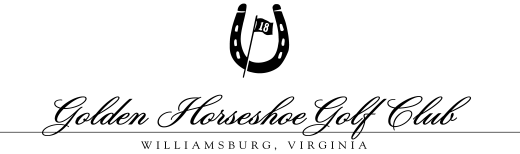 18
Golden Horseshoe Golf Club
WILLIAMSBURG, VIRGINIA